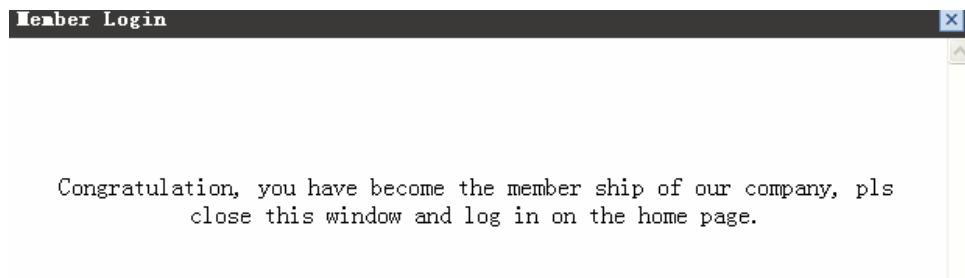 Member Login
Congratulation, you have become the member ship of our company, pls
close this window and log in on the home page.